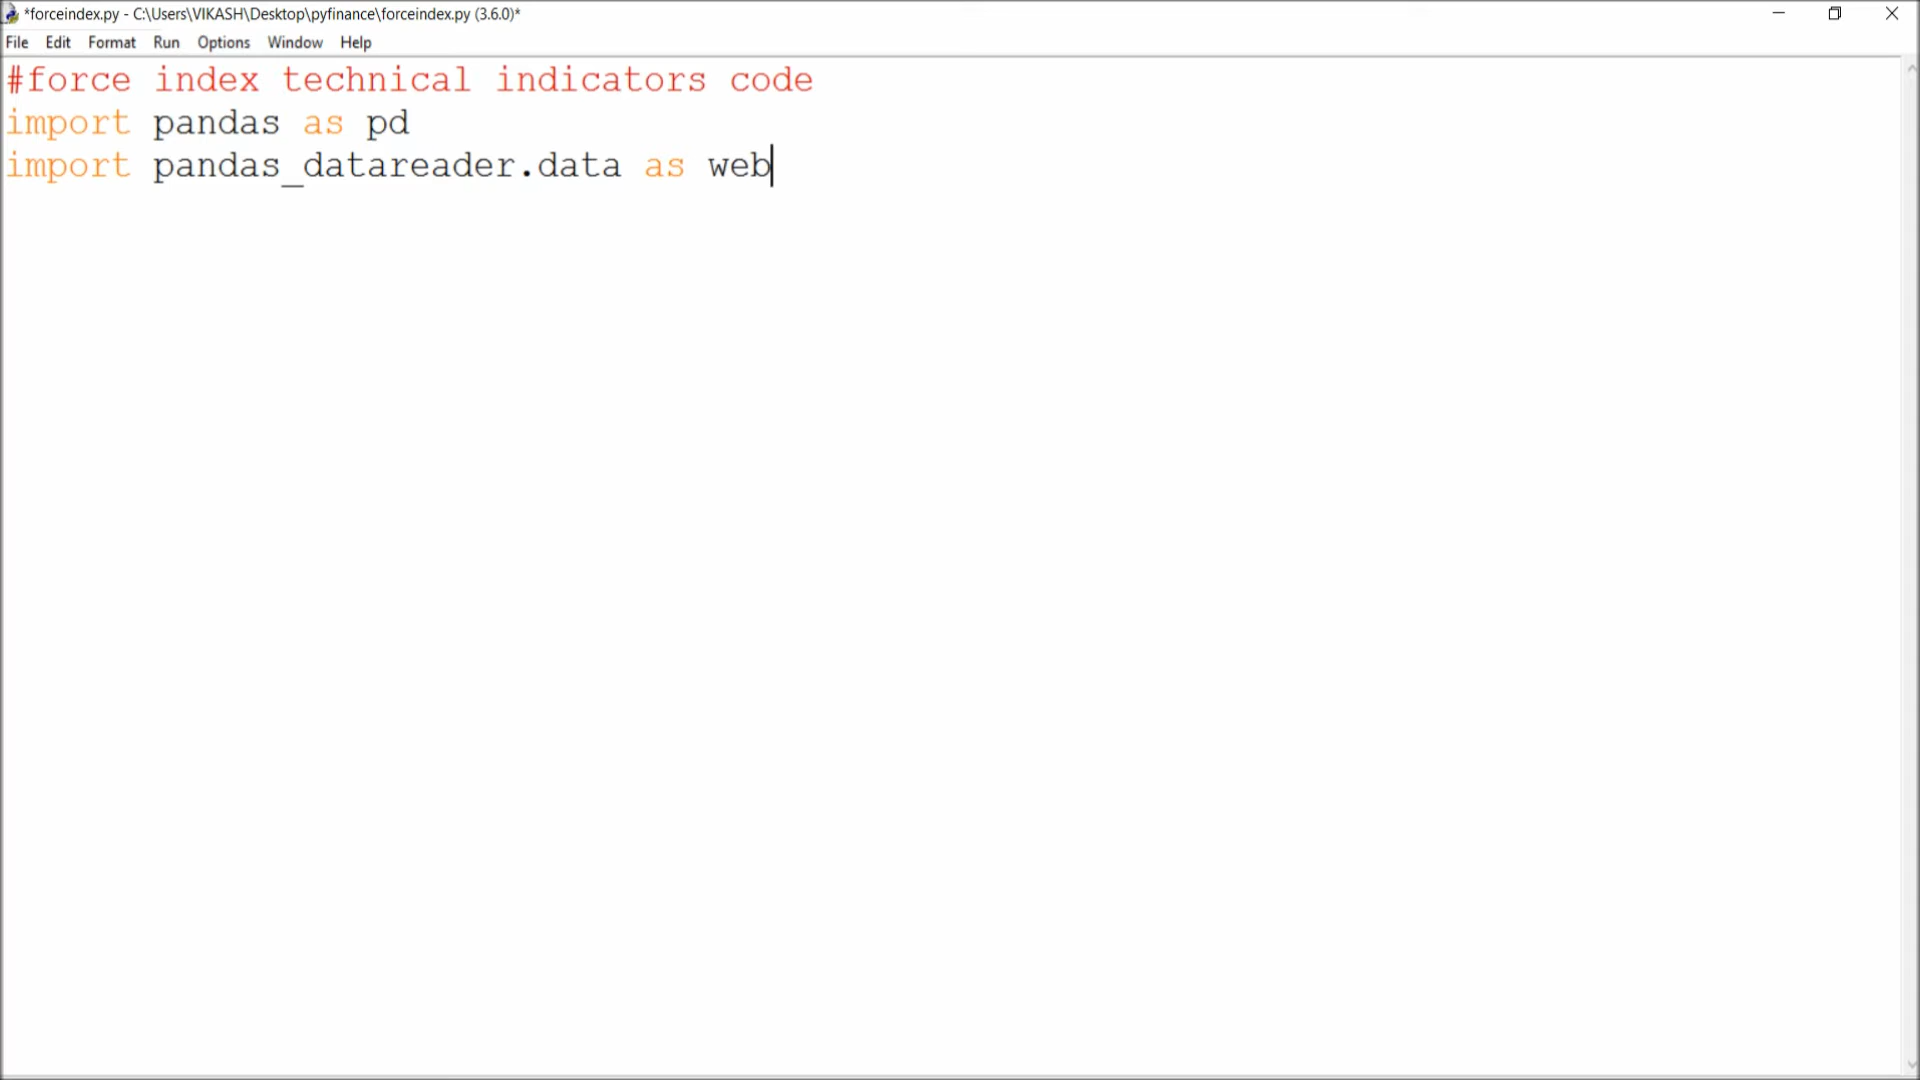 *forceindex.py - C:\Users\VIKASH\Desktop\pyfinance\forceindex.py (3.6.0)*
File Edit Format Run Options Window Help
#force index technical indicators code
import pandas as pd
import pandas_datareader.data as web